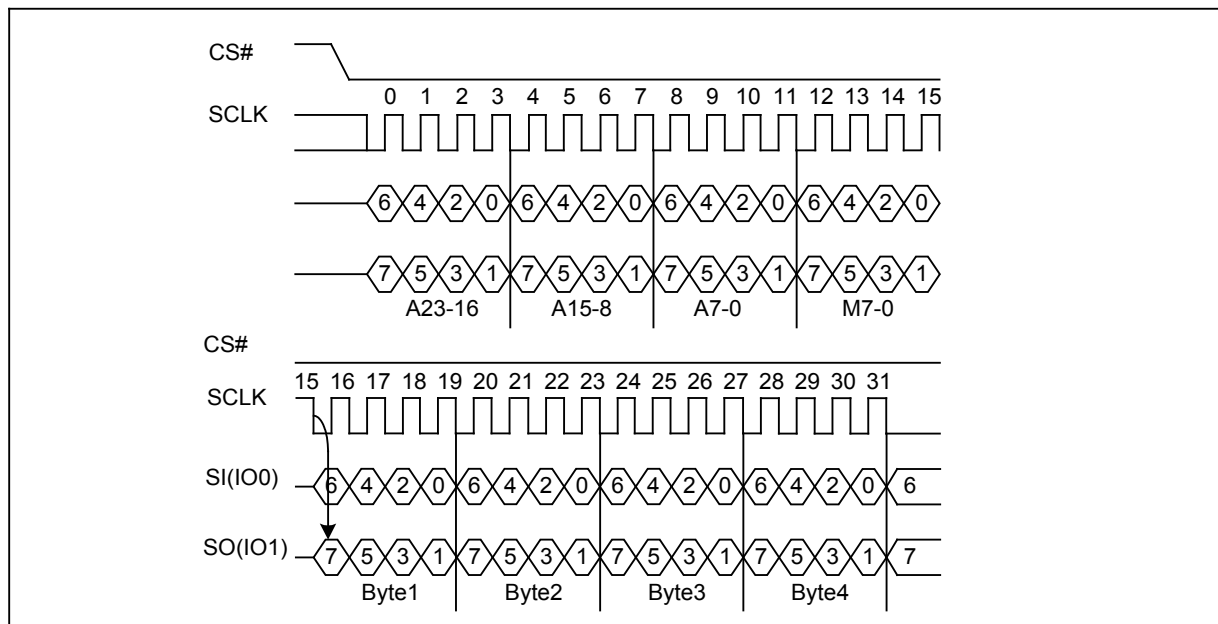 CS#
0 1 2 3 4 5 6 7 8 9 10 11 12 13 14 15
SCLK
6 4 2 0 6 4 2 0 6 4 2 0 6 4 2 0
7 5 3 1 7 5 3 1 7 5 3 1 7 5 3 1
A23-16 A15-8 A7-0 M7-0
CS#
15 16 17 18 19 20 21 22 23 24 25 26 27 28 29 30 31
SCLK
SI(IO0) 6 4 2 0 6 4 2 0 6 4 2 0 6 4 2 0 6
SO(IO1) 7 5 3 1 7 5 3 1 7 5 3 1 7 5 3 1 7
Byte1 Byte2 Byte3 Byte4